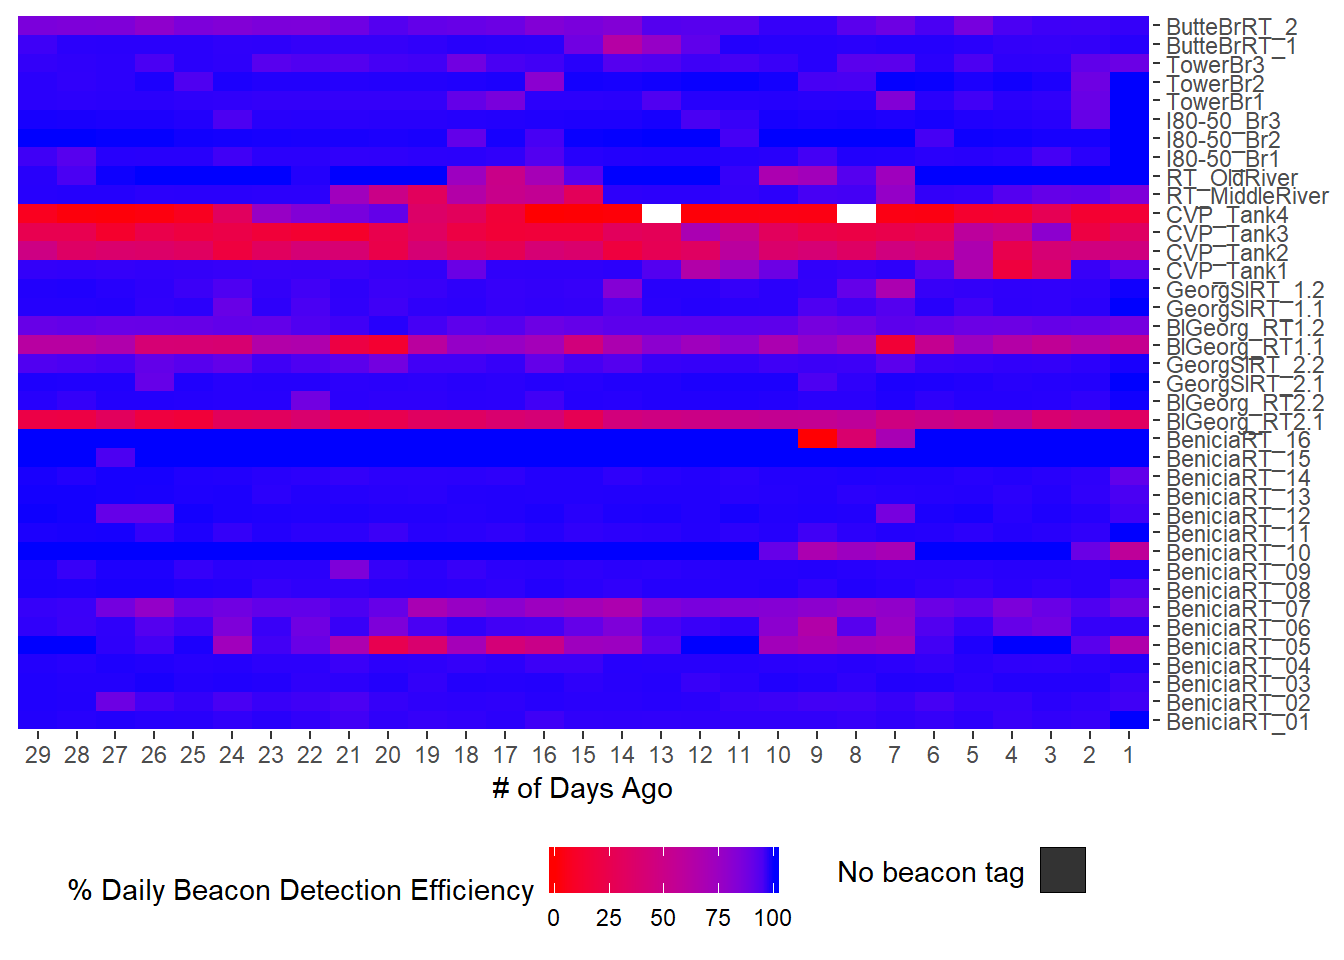 ButteBrRT_2
ButteBrRT_1
TowerBr3
TowerBr2
TowerBr1
I80-50_Br3
I80-50_Br2
I80-50_Br1
RT_OldRiver
RT_MiddleRiver
CVP_Tank4
CVP_Tank3
CVP_Tank2
CVP_Tank1
GeorgSlRT_1.2
GeorgSlRT_1.1
BlGeorg_RT1.2
BlGeorg_RT1.1
GeorgSlRT_2.2
GeorgSlRT_2.1
BlGeorg_RT2.2
BlGeorg_RT2.1
BeniciaRT_16
BeniciaRT_15
BeniciaRT_14
BeniciaRT_13
BeniciaRT_12
BeniciaRT_11
BeniciaRT_10
BeniciaRT_09
BeniciaRT_08
BeniciaRT_07
BeniciaRT_06
BeniciaRT_05
BeniciaRT_04
BeniciaRT_03
BeniciaRT_02
BeniciaRT_01
29 28 27 26 25 24 23 22 21 20 19 18 17 16 15 14 13 12 11 10 9 8 7 6 5 4 3 2 1
# of Days Ago
% Daily Beacon Detection Efficiency
0 25 50 75 100
No beacon tag